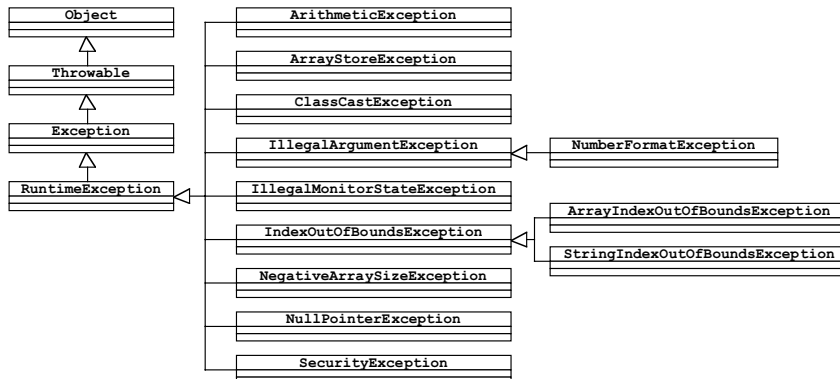 Object
Throwable
Exception
RuntimeException
ArithmeticException
ArrayStoreException
ClassCastException
IllegalArgumentException
NumberFormatException
IllegalMonitorStateException
IndexOutOfBoundsException
ArrayIndexOutOfBoundsException
StringIndexOutOfBoundsException
NegativeArraySizeException
NullPointerException
SecurityException